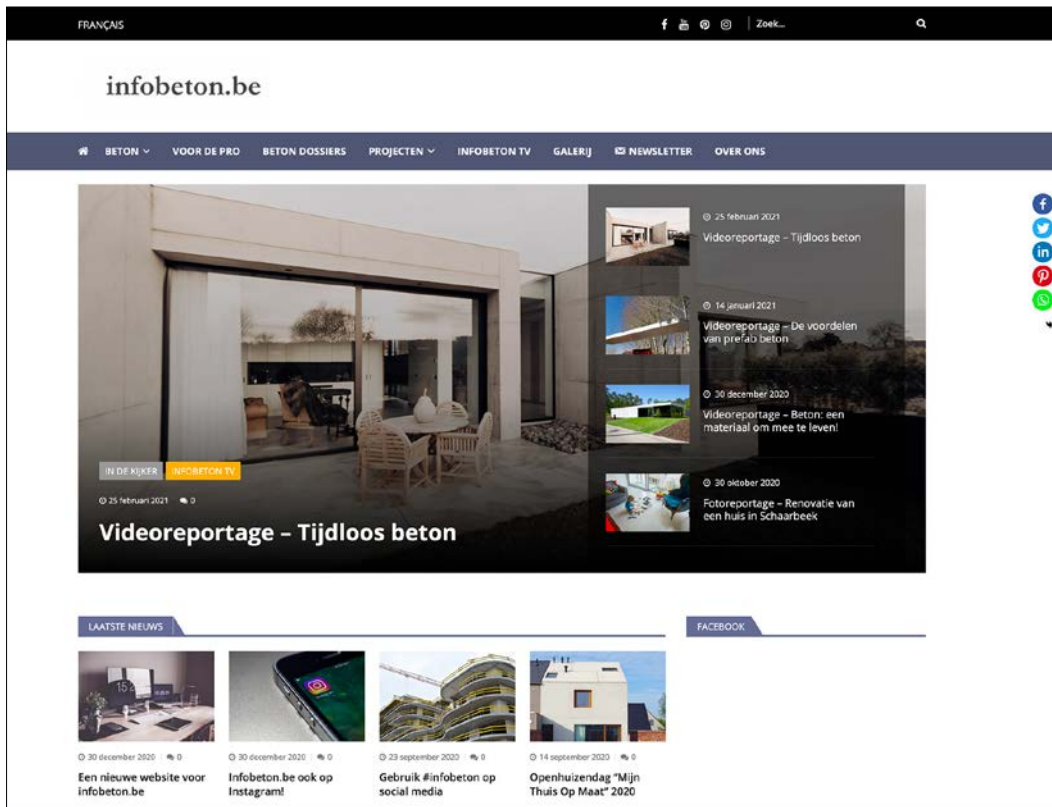 FRANÇAIS
Zoek...
infobeton.be
BETON
VOOR DE PRO
BETON DOSSIERS
PROJECTEN
INFOBETON TV
GALERIJ
NEWSLETTER
OVER ONS
IN DE KIJKER
INFOBETON TV
25 februari 2021
0
Videoreportage – Tijdloos beton
25 februari 2021
Videoreportage – Tijdloos beton
14 januari 2021
Videoreportage – De voordelen
van prefab beton
30 december 2020
Videoreportage – Beton: een
materiaal om mee te leven!
30 oktober 2020
Fotoreportage – Renovatie van
een huis in Schaarbeek
LAATSTE NIEUWS
30 december 2020
0
Een nieuwe website voor
infobeton.be
30 december 2020
0
Infobeton.be ook op
Instagram!
23 september 2020
0
Gebruik #infobeton op
social media
14 september 2020
0
Openhuizendag “Mijn
Thuis Op Maat” 2020
FACEBOOK